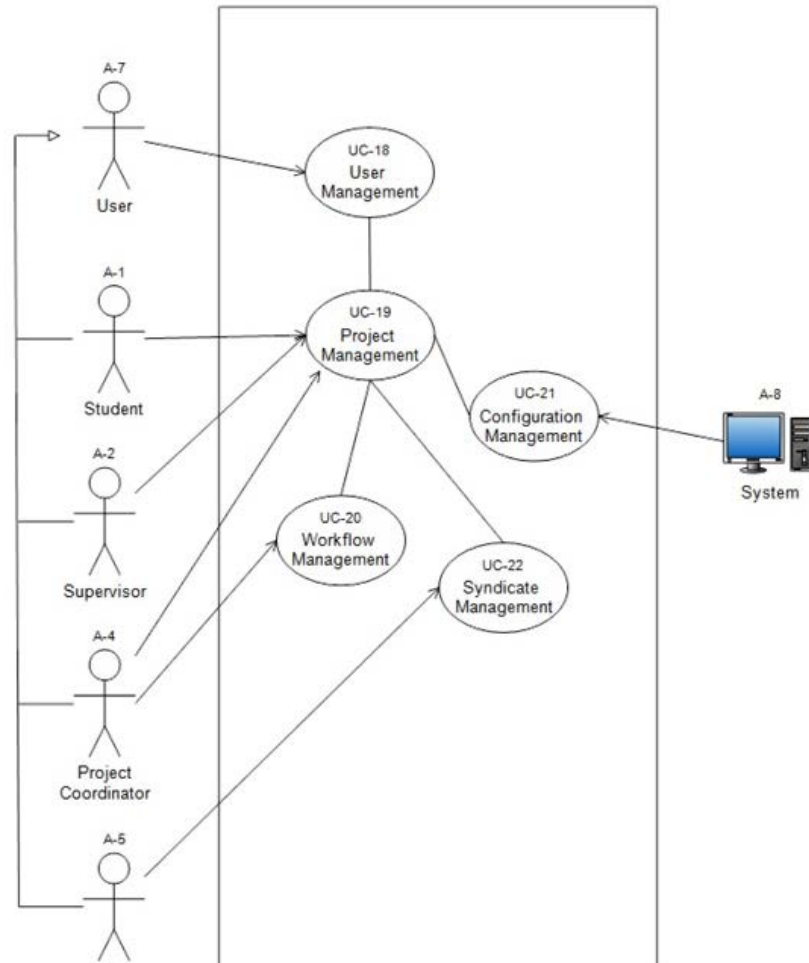 A-7
User
A-1
Student
A-2
Supervisor
A-4
Project
Coordinator
A-5
UC-18
User
Management
UC-19
Project
Management
UC-21
Configuration
Management
UC-20
Workflow
Management
UC-22
Syndicate
Management
A-8
System